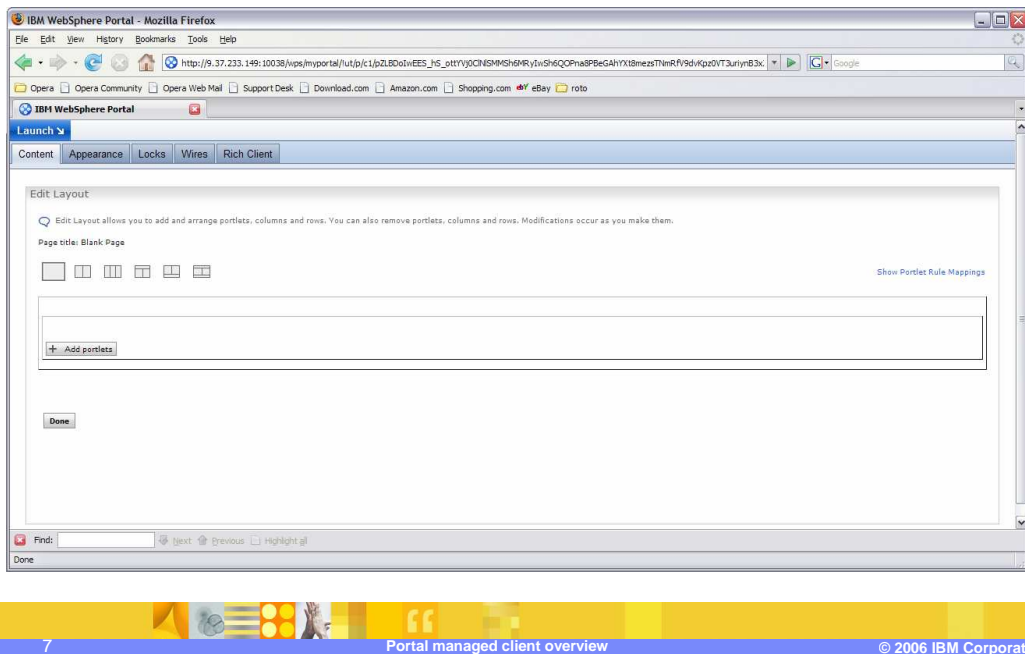 IBM WebSphere Portal - Mozilla Firefox
File Edit View History Bookmarks Tools Help
Google
Opera Opera Community Opera Web Mail Support Desk Download.com Amazon.com Shopping.com eBay roto
IBM WebSphere Portal
Launch
Content Appearance Locks Wires Rich Client
Edit Layout
Edit Layout allows you to add and arrange portlets, columns and rows. You can also remove portlets, columns and rows. Modifications occur as you make them.
Page title: Blank Page
Show Portlet Rule Mappings
+ Add portlets
Done
Find: Next Previous Highlight all
Done
7 Portal managed client overview © 2006 IBM Corporat